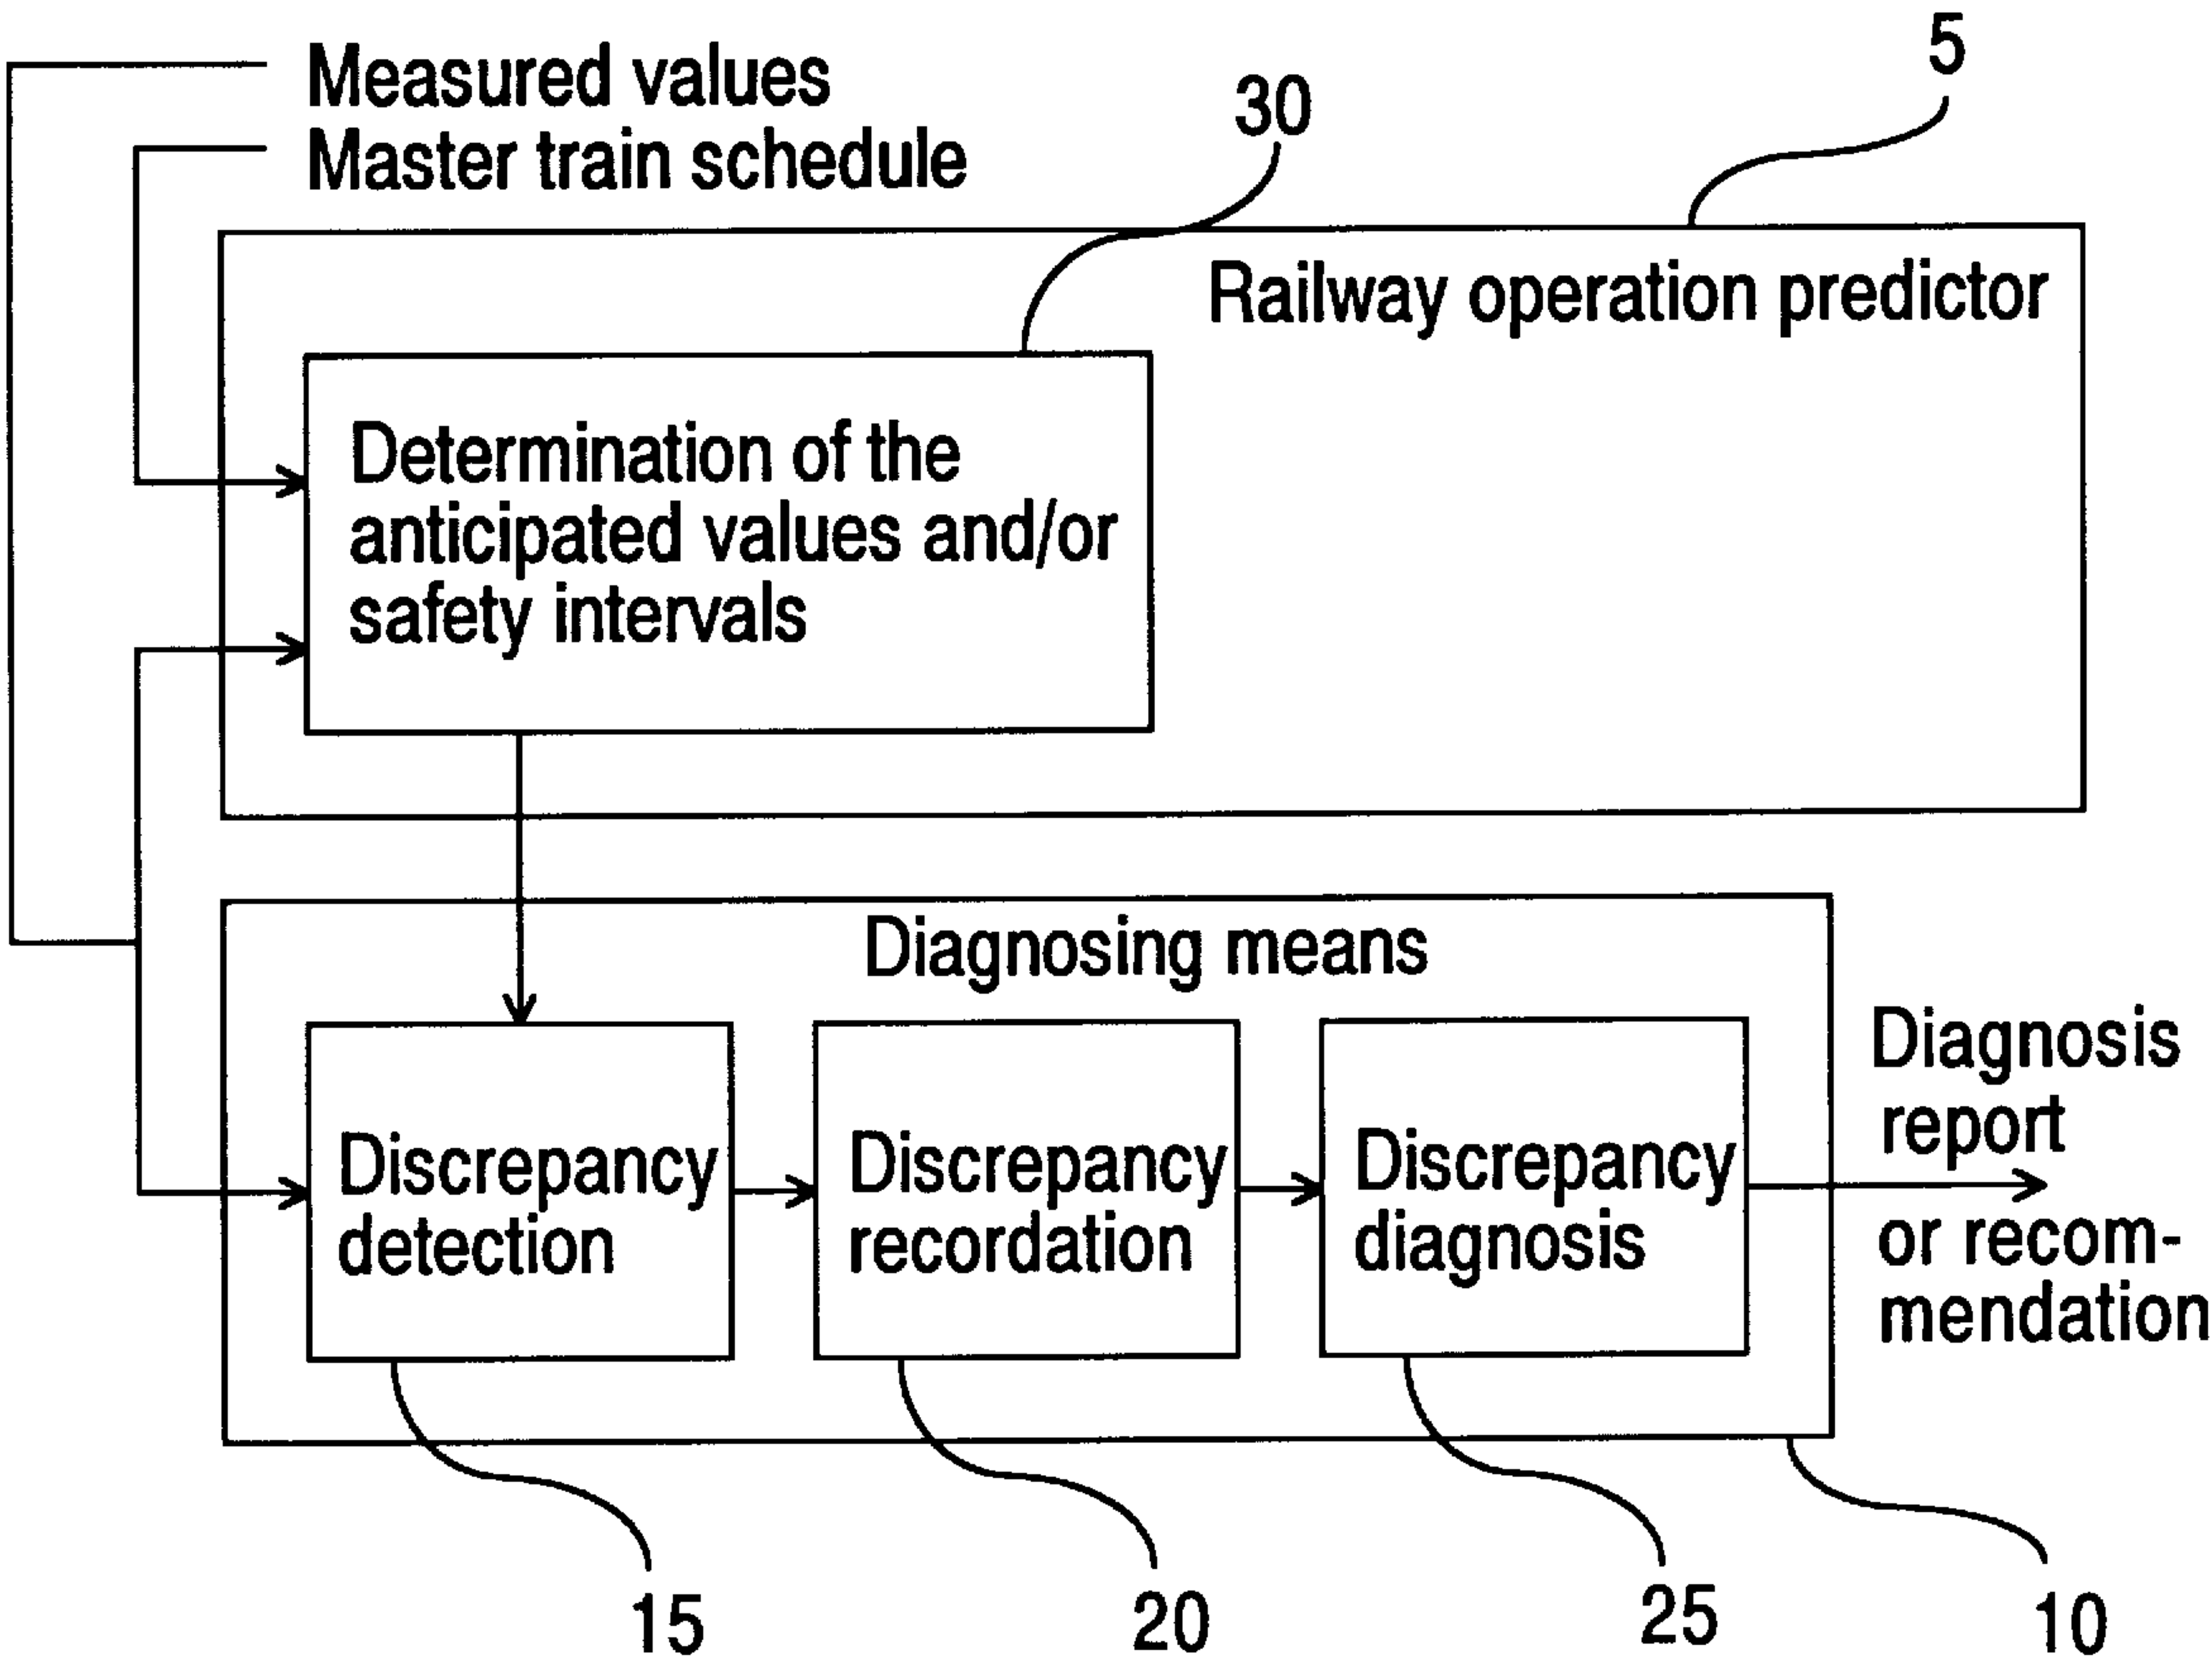 Measured values
Master train schedule
30
5
Railway operation predictor
Determination of the
anticipated values and/or
safety intervals
Diagnosing means
Discrepancy
detection
Discrepancy
recordation
Discrepancy
diagnosis
Diagnosis
report
or recom-
mendation
15
20
25
10